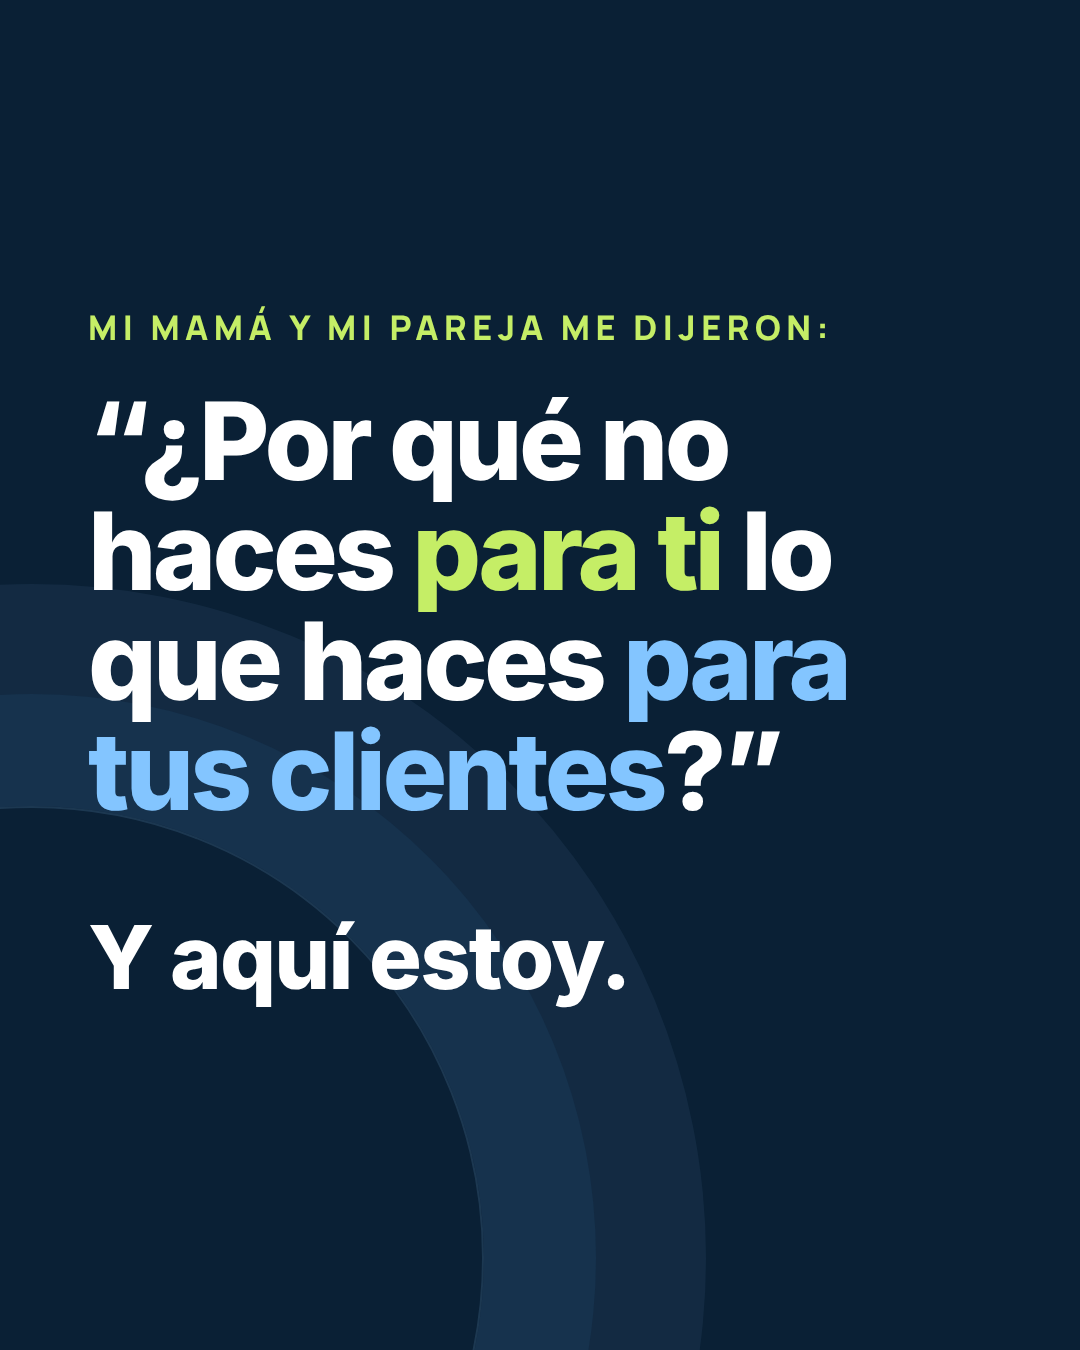 MI MAMÁ Y MI PAREJA ME DIJERON:
“¿Por qué no
haces para ti lo
que haces para
tus clientes?”
Y aquí estoy.